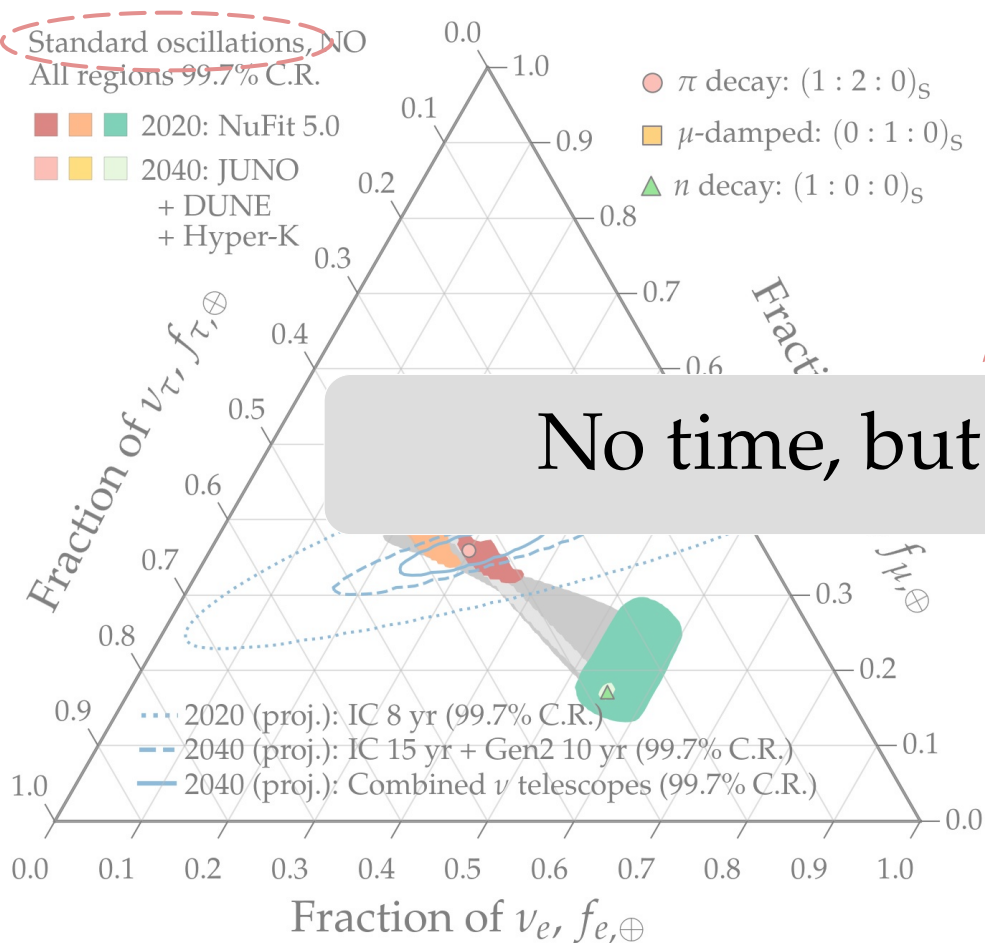 Standard oscillations, NO
All regions 99.7% C.R.
2020: NuFit 5.0
2040: JUNO
+ DUNE
+ Hyper-K
π decay: (1 : 2 : 0)S
μ-damped: (0 : 1 : 0)S
n decay: (1 : 0 : 0)S
0.0
0.1
0.2
0.3
0.4
0.5
0.6
0.7
0.8
0.9
1.0
1.0
0.9
0.8
0.7
0.6
0.3
0.2
0.1
0.0
Fraction of ντ, fτ,⊕
fμ,⊕
No time, but
2020 (proj.): IC 8 yr (99.7% C.R.)
2040 (proj.): IC 15 yr + Gen2 10 yr (99.7% C.R.)
2040 (proj.): Combined ν telescopes (99.7% C.R.)
0.0 0.1 0.2 0.3 0.4 0.5 0.6 0.7 0.8 0.9 1.0
Fraction of νe, fe,⊕